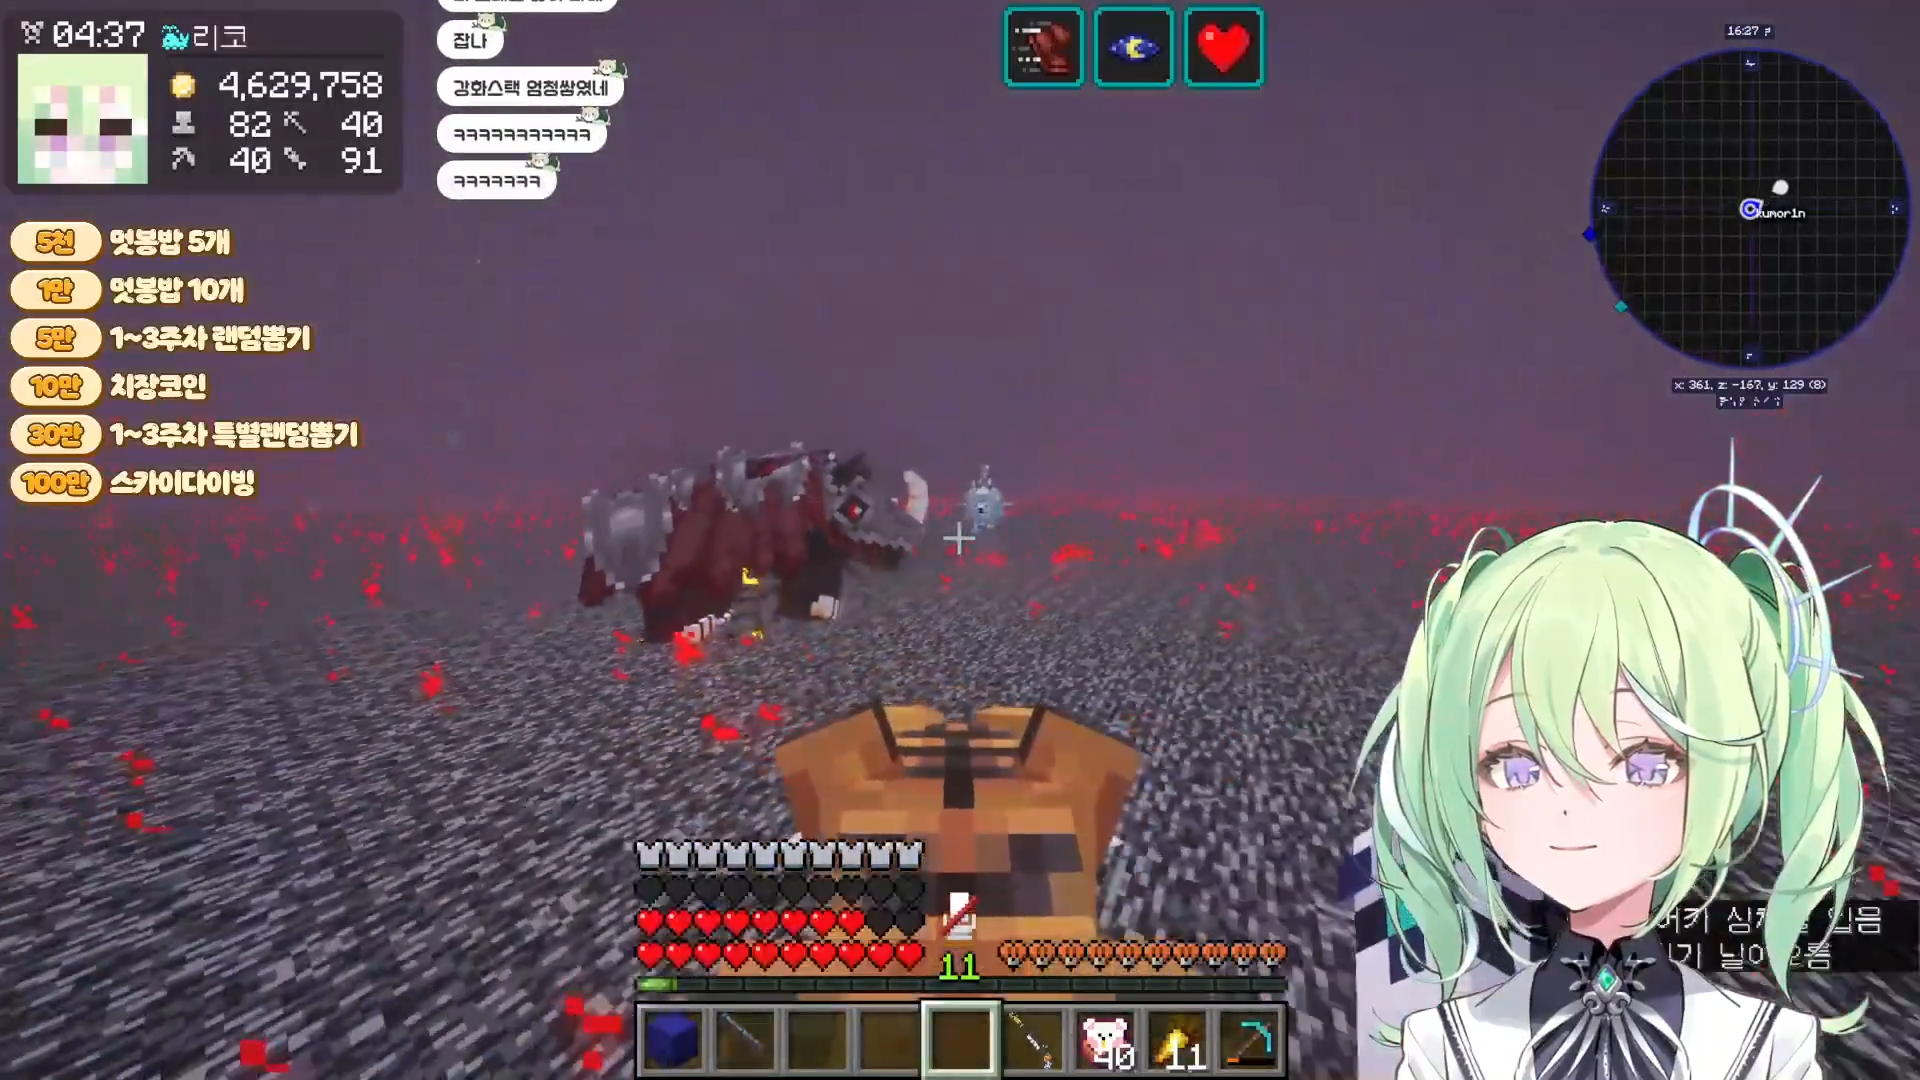 04:37 리코
4,629,758
82 40
40 91
잡나
강화스택 엄청쌓였네
ㅋㅋㅋㅋㅋㅋㅋㅋㅋㅋㅋ
ㅋㅋㅋㅋㅋㅋㅋ
5천 멋봉밥 5개
1만 멋봉밥 10개
5만 1~3주차 랜덤뽑기
10만 치장코인
30만 1~3주차 특별랜덤뽑기
100만 스카이다이빙
16:27
kumor1n
x: 361, z: -167, y: 129 (8)
11
40 11